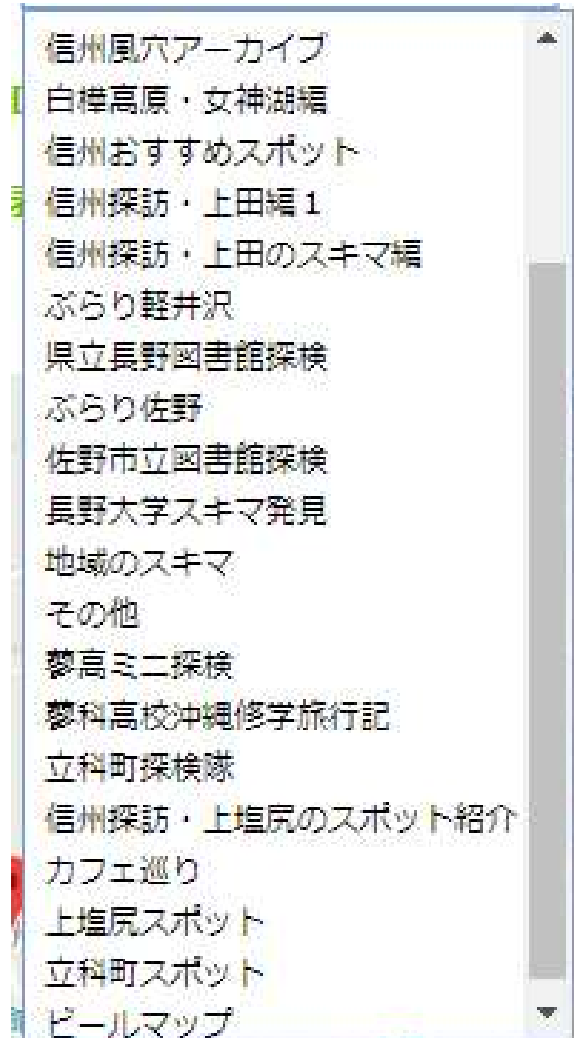 信州風穴アーカイブ
白樺高原・女神湖編
信州おすすめスポット
信州探訪・上田編１
信州探訪・上田のスキマ編
ぶらり軽井沢
県立長野図書館探検
ぶらり佐野
佐野市立図書館探検
長野大学スキマ発見
地域のスキマ
その他
蓼高ミニ探検
蓼科高校沖縄修学旅行記
立科町探検隊
信州探訪・上塩尻のスポット紹介
カフェ巡り
上塩尻スポット
立科町スポット
ビールマップ